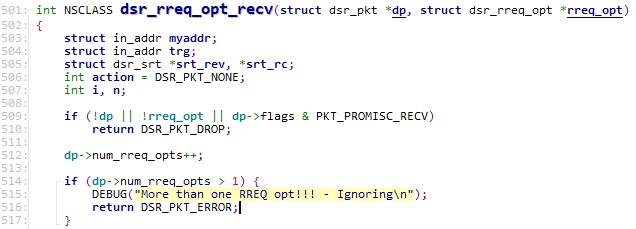 501: int NSCLASS dsr_rreq_opt_recv(struct dsr_pkt *dp, struct dsr_rreq_opt *rreq_opt)
502: {
503:     struct in_addr myaddr;
504:     struct in_addr trg;
505:     struct dsr_srt *srt_rev, *srt_rc;
506:     int action = DSR_PKT_NONE;
507:     int i, n;
508:
509:     if (!dp || !rreq_opt || dp->flags & PKT_PROMISC_RECV)
510:         return DSR_PKT_DROP;
511:
512:     dp->num_rreq_opts++;
513:
514:     if (dp->num_rreq_opts > 1) {
515:         DEBUG("More than one RREQ opt!!! - Ignoring\n");
516:         return DSR_PKT_ERROR;
517:     }